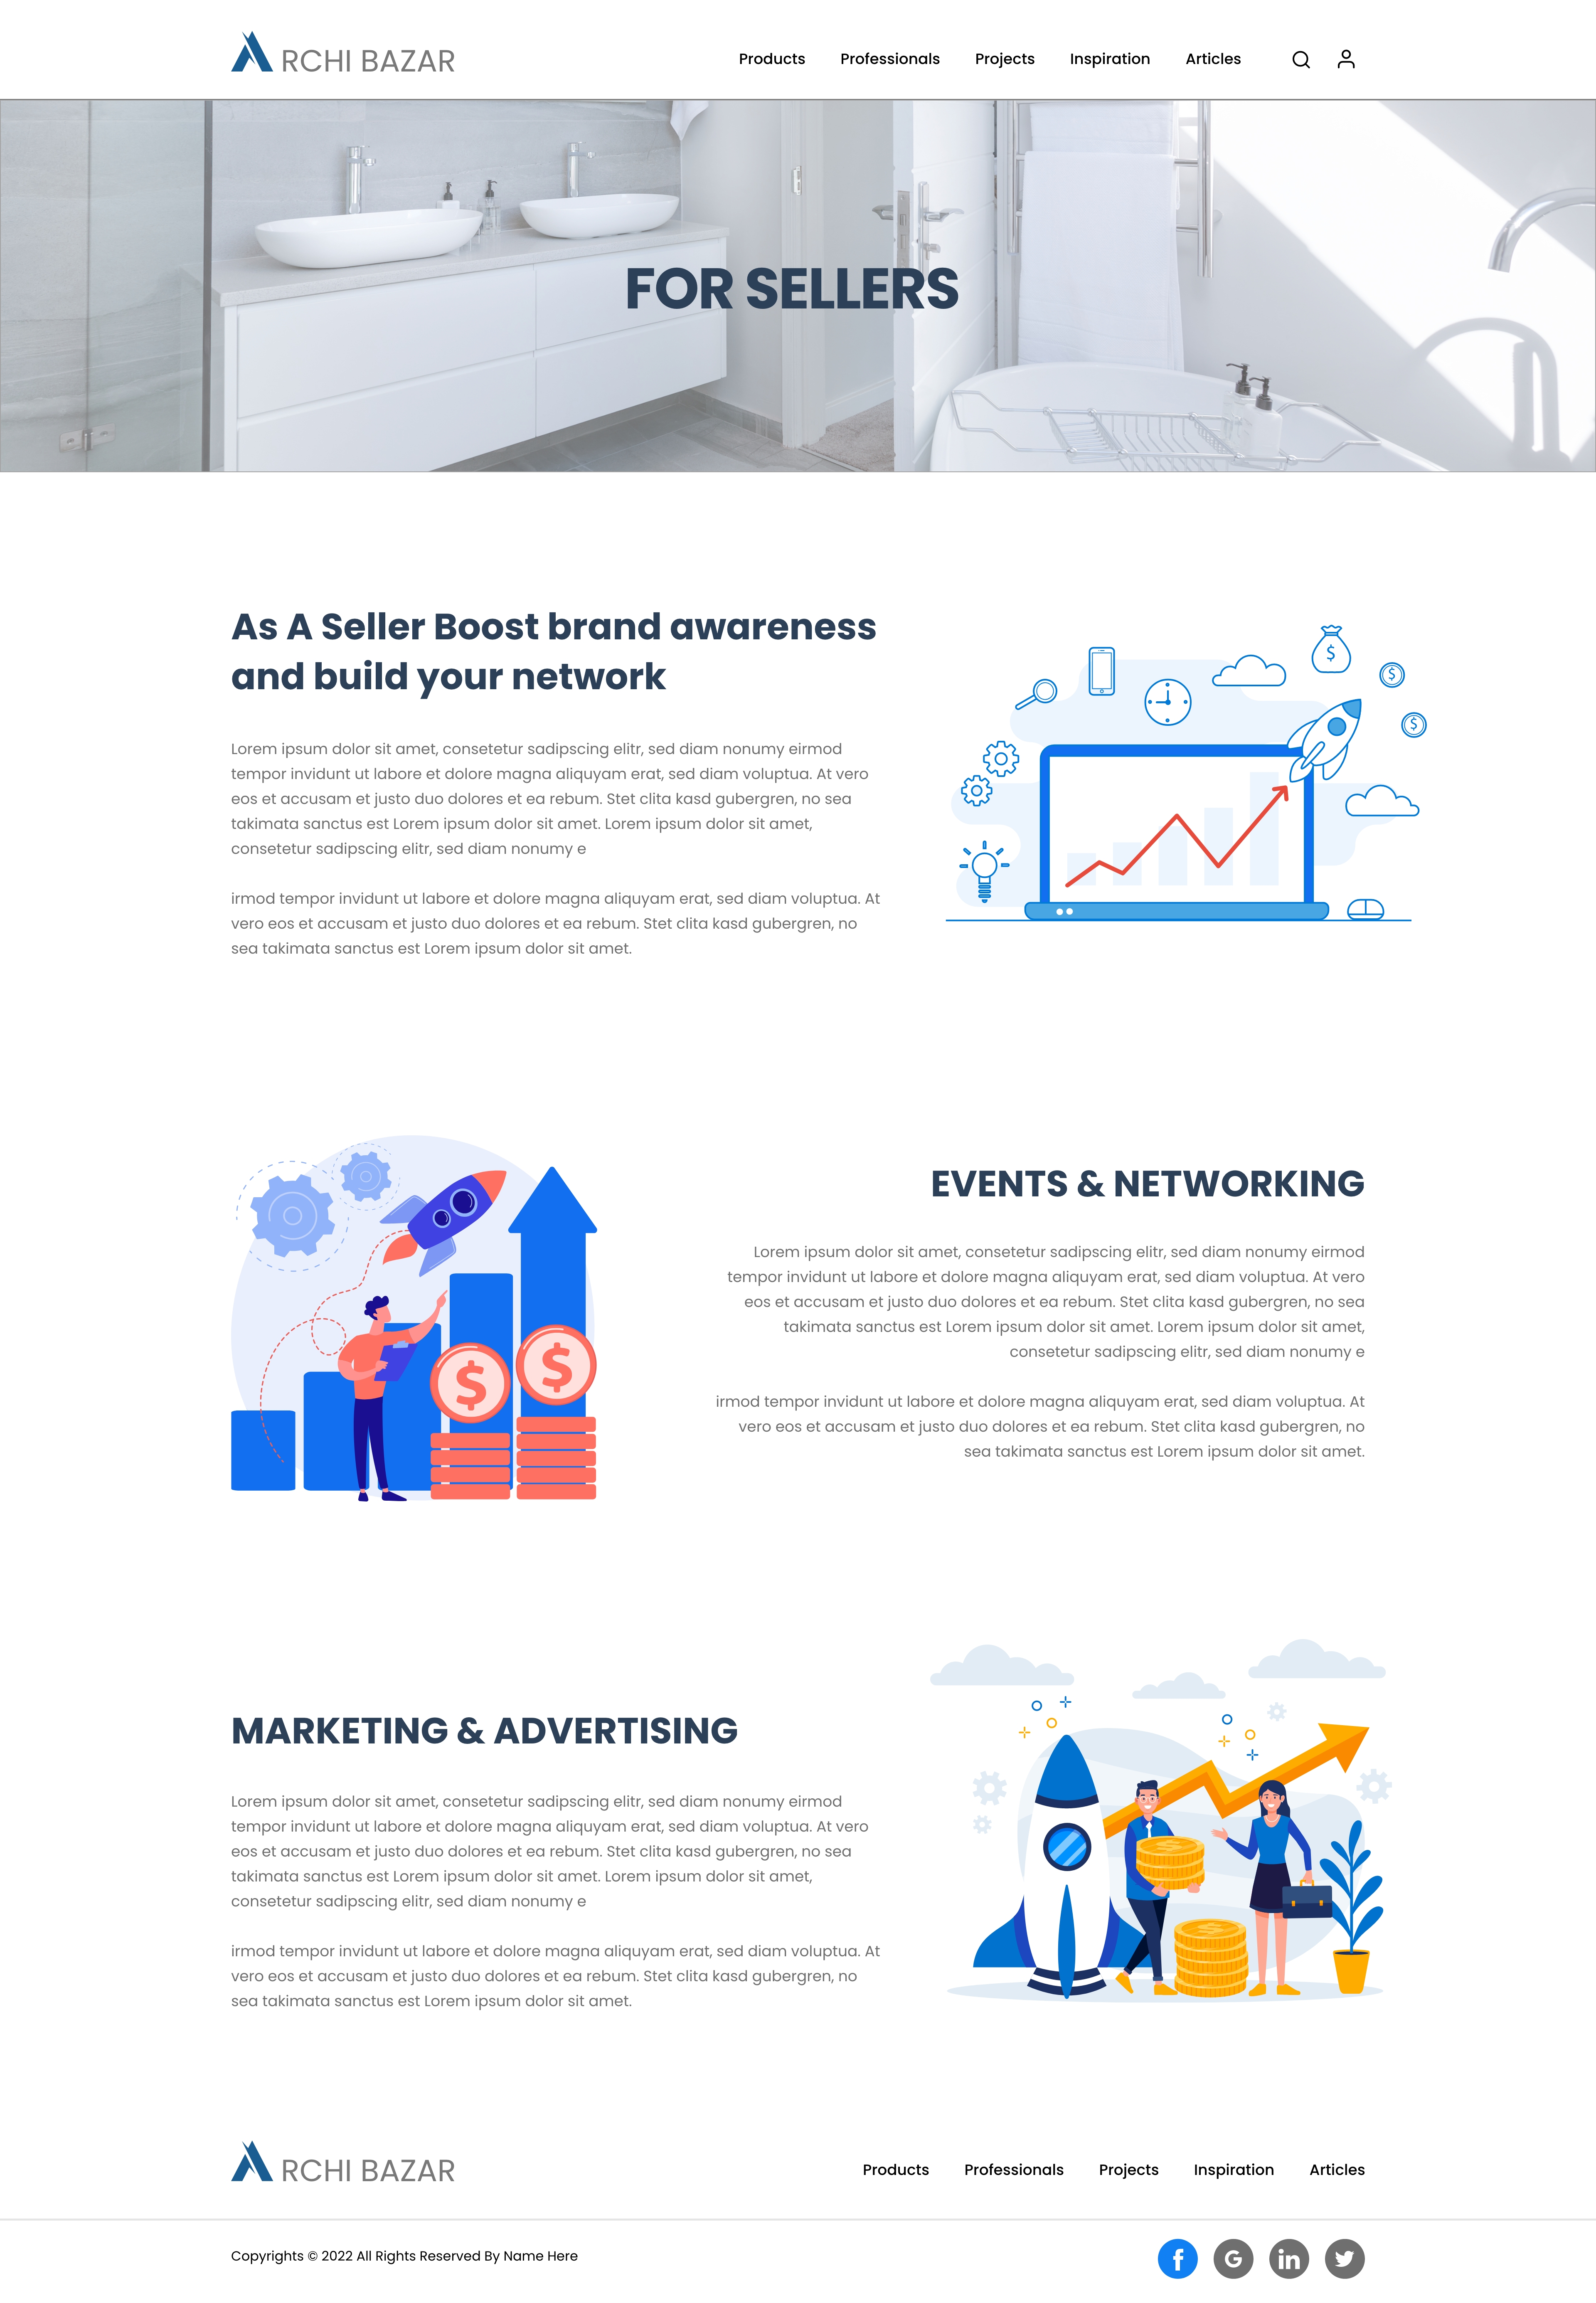 RCHI BAZAR
Products Professionals Projects Inspiration Articles
FOR SELLERS
As A Seller Boost brand awareness
and build your network
Lorem ipsum dolor sit amet, consetetur sadipscing elitr, sed diam nonumy eirmod
tempor invidunt ut labore et dolore magna aliquyam erat, sed diam voluptua. At vero
eos et accusam et justo duo dolores et ea rebum. Stet clita kasd gubergren, no sea
takimata sanctus est Lorem ipsum dolor sit amet. Lorem ipsum dolor sit amet,
consetetur sadipscing elitr, sed diam nonumy e
irmod tempor invidunt ut labore et dolore magna aliquyam erat, sed diam voluptua. At
vero eos et accusam et justo duo dolores et ea rebum. Stet clita kasd gubergren, no
sea takimata sanctus est Lorem ipsum dolor sit amet.
$
$
$
EVENTS & NETWORKING
Lorem ipsum dolor sit amet, consetetur sadipscing elitr, sed diam nonumy eirmod
tempor invidunt ut labore et dolore magna aliquyam erat, sed diam voluptua. At vero
eos et accusam et justo duo dolores et ea rebum. Stet clita kasd gubergren, no sea
takimata sanctus est Lorem ipsum dolor sit amet. Lorem ipsum dolor sit amet,
consetetur sadipscing elitr, sed diam nonumy e
irmod tempor invidunt ut labore et dolore magna aliquyam erat, sed diam voluptua. At
vero eos et accusam et justo duo dolores et ea rebum. Stet clita kasd gubergren, no
sea takimata sanctus est Lorem ipsum dolor sit amet.
$ $
MARKETING & ADVERTISING
Lorem ipsum dolor sit amet, consetetur sadipscing elitr, sed diam nonumy eirmod
tempor invidunt ut labore et dolore magna aliquyam erat, sed diam voluptua. At vero
eos et accusam et justo duo dolores et ea rebum. Stet clita kasd gubergren, no sea
takimata sanctus est Lorem ipsum dolor sit amet. Lorem ipsum dolor sit amet,
consetetur sadipscing elitr, sed diam nonumy e
irmod tempor invidunt ut labore et dolore magna aliquyam erat, sed diam voluptua. At
vero eos et accusam et justo duo dolores et ea rebum. Stet clita kasd gubergren, no
sea takimata sanctus est Lorem ipsum dolor sit amet.
RCHI BAZAR
Products Professionals Projects Inspiration Articles
Copyrights © 2022 All Rights Reserved By Name Here
f G in